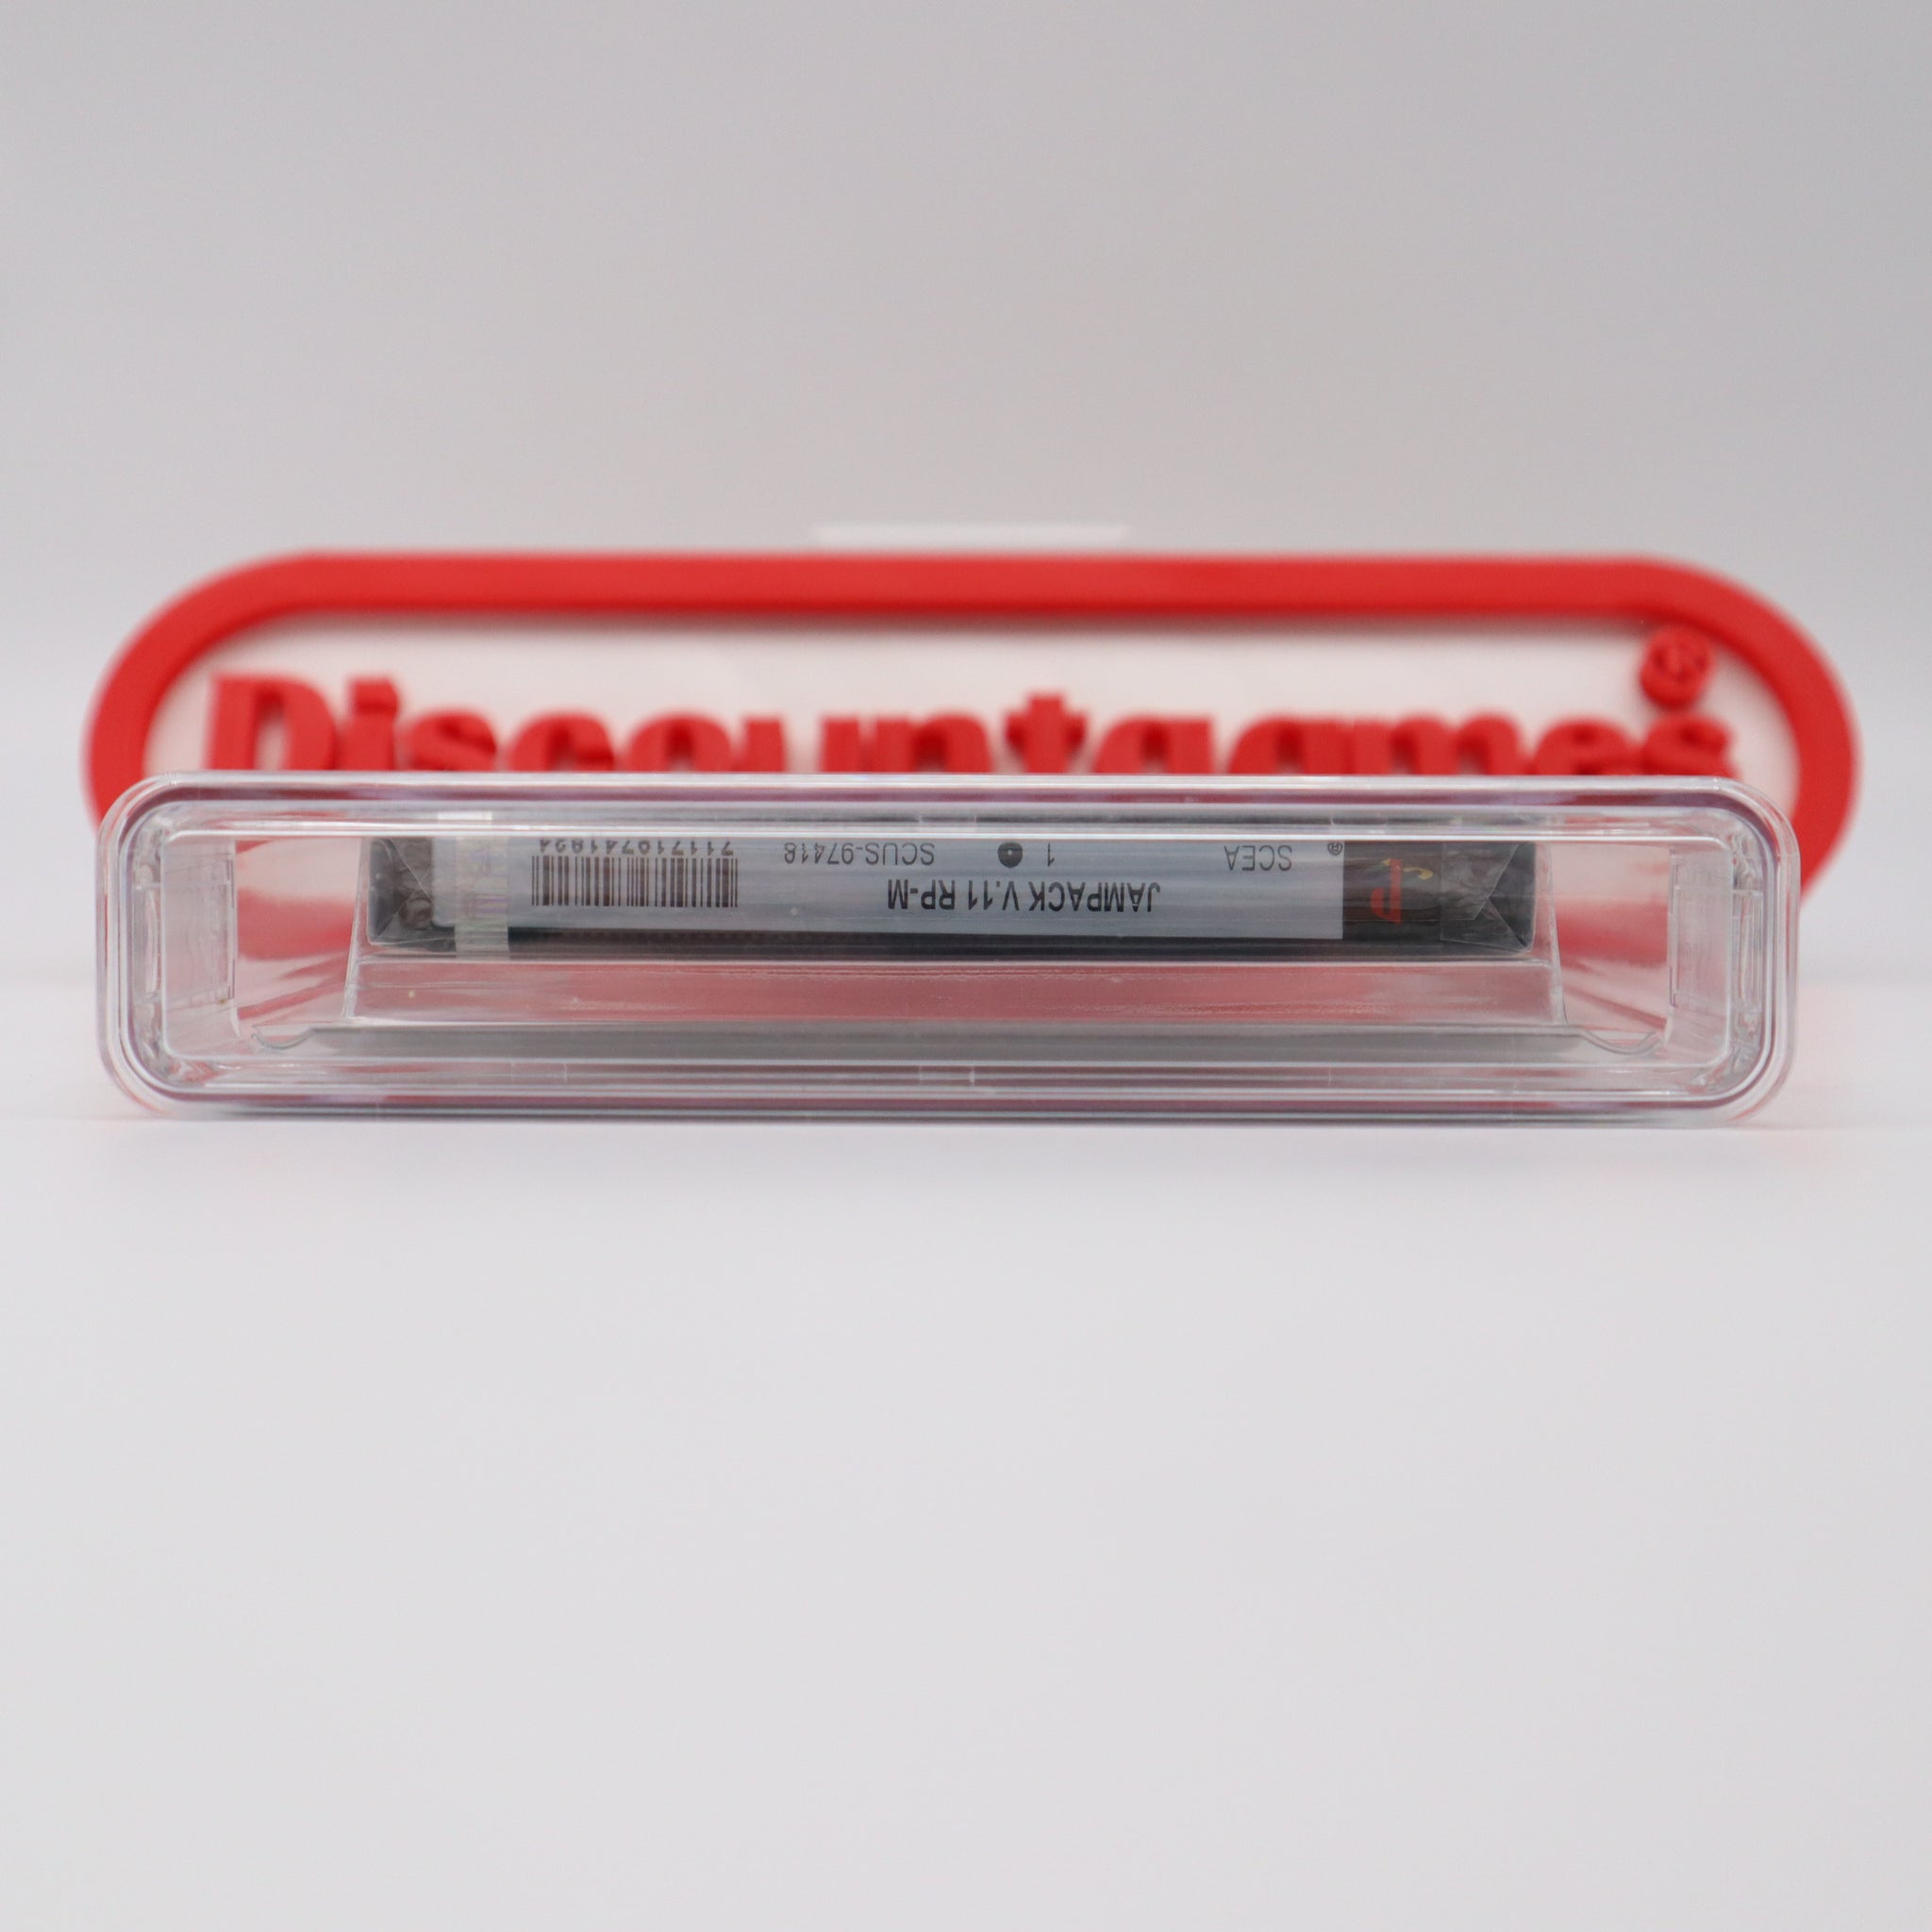 Discountgames®
JAMPACK V.11 RP-M
SCEA 1 SCUS-97418
711719741824